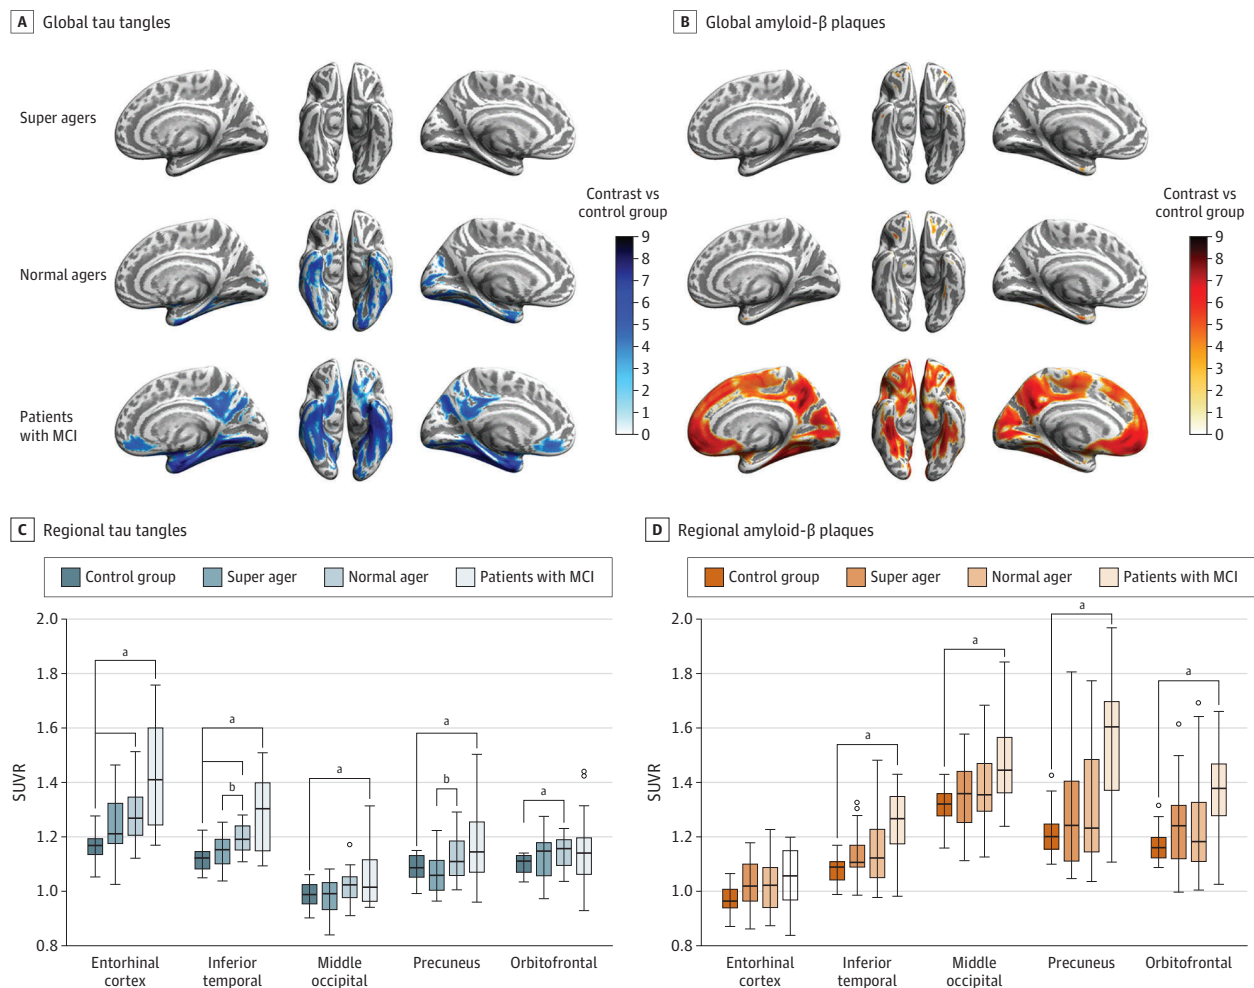 A Global tau tangles
Super agers
Normal agers
Patients
with MCI
Contrast vs
control group
9
8
7
6
5
4
3
2
1
0
B Global amyloid-β plaques
Contrast vs
control group
9
8
7
6
5
4
3
2
1
0
C Regional tau tangles
Control group Super ager Normal ager Patients with MCI
2.0
1.8
1.6
1.4
1.2
1.0
0.8
SUVR
a
a
b
a
a
b
a
Entorhinal
cortex
Inferior
temporal
Middle
occipital
Precuneus
Orbitofrontal
D Regional amyloid-β plaques
Control group Super ager Normal ager Patients with MCI
2.0
1.8
1.6
1.4
1.2
1.0
0.8
SUVR
a
a
a
a
Entorhinal
cortex
Inferior
temporal
Middle
occipital
Precuneus
Orbitofrontal